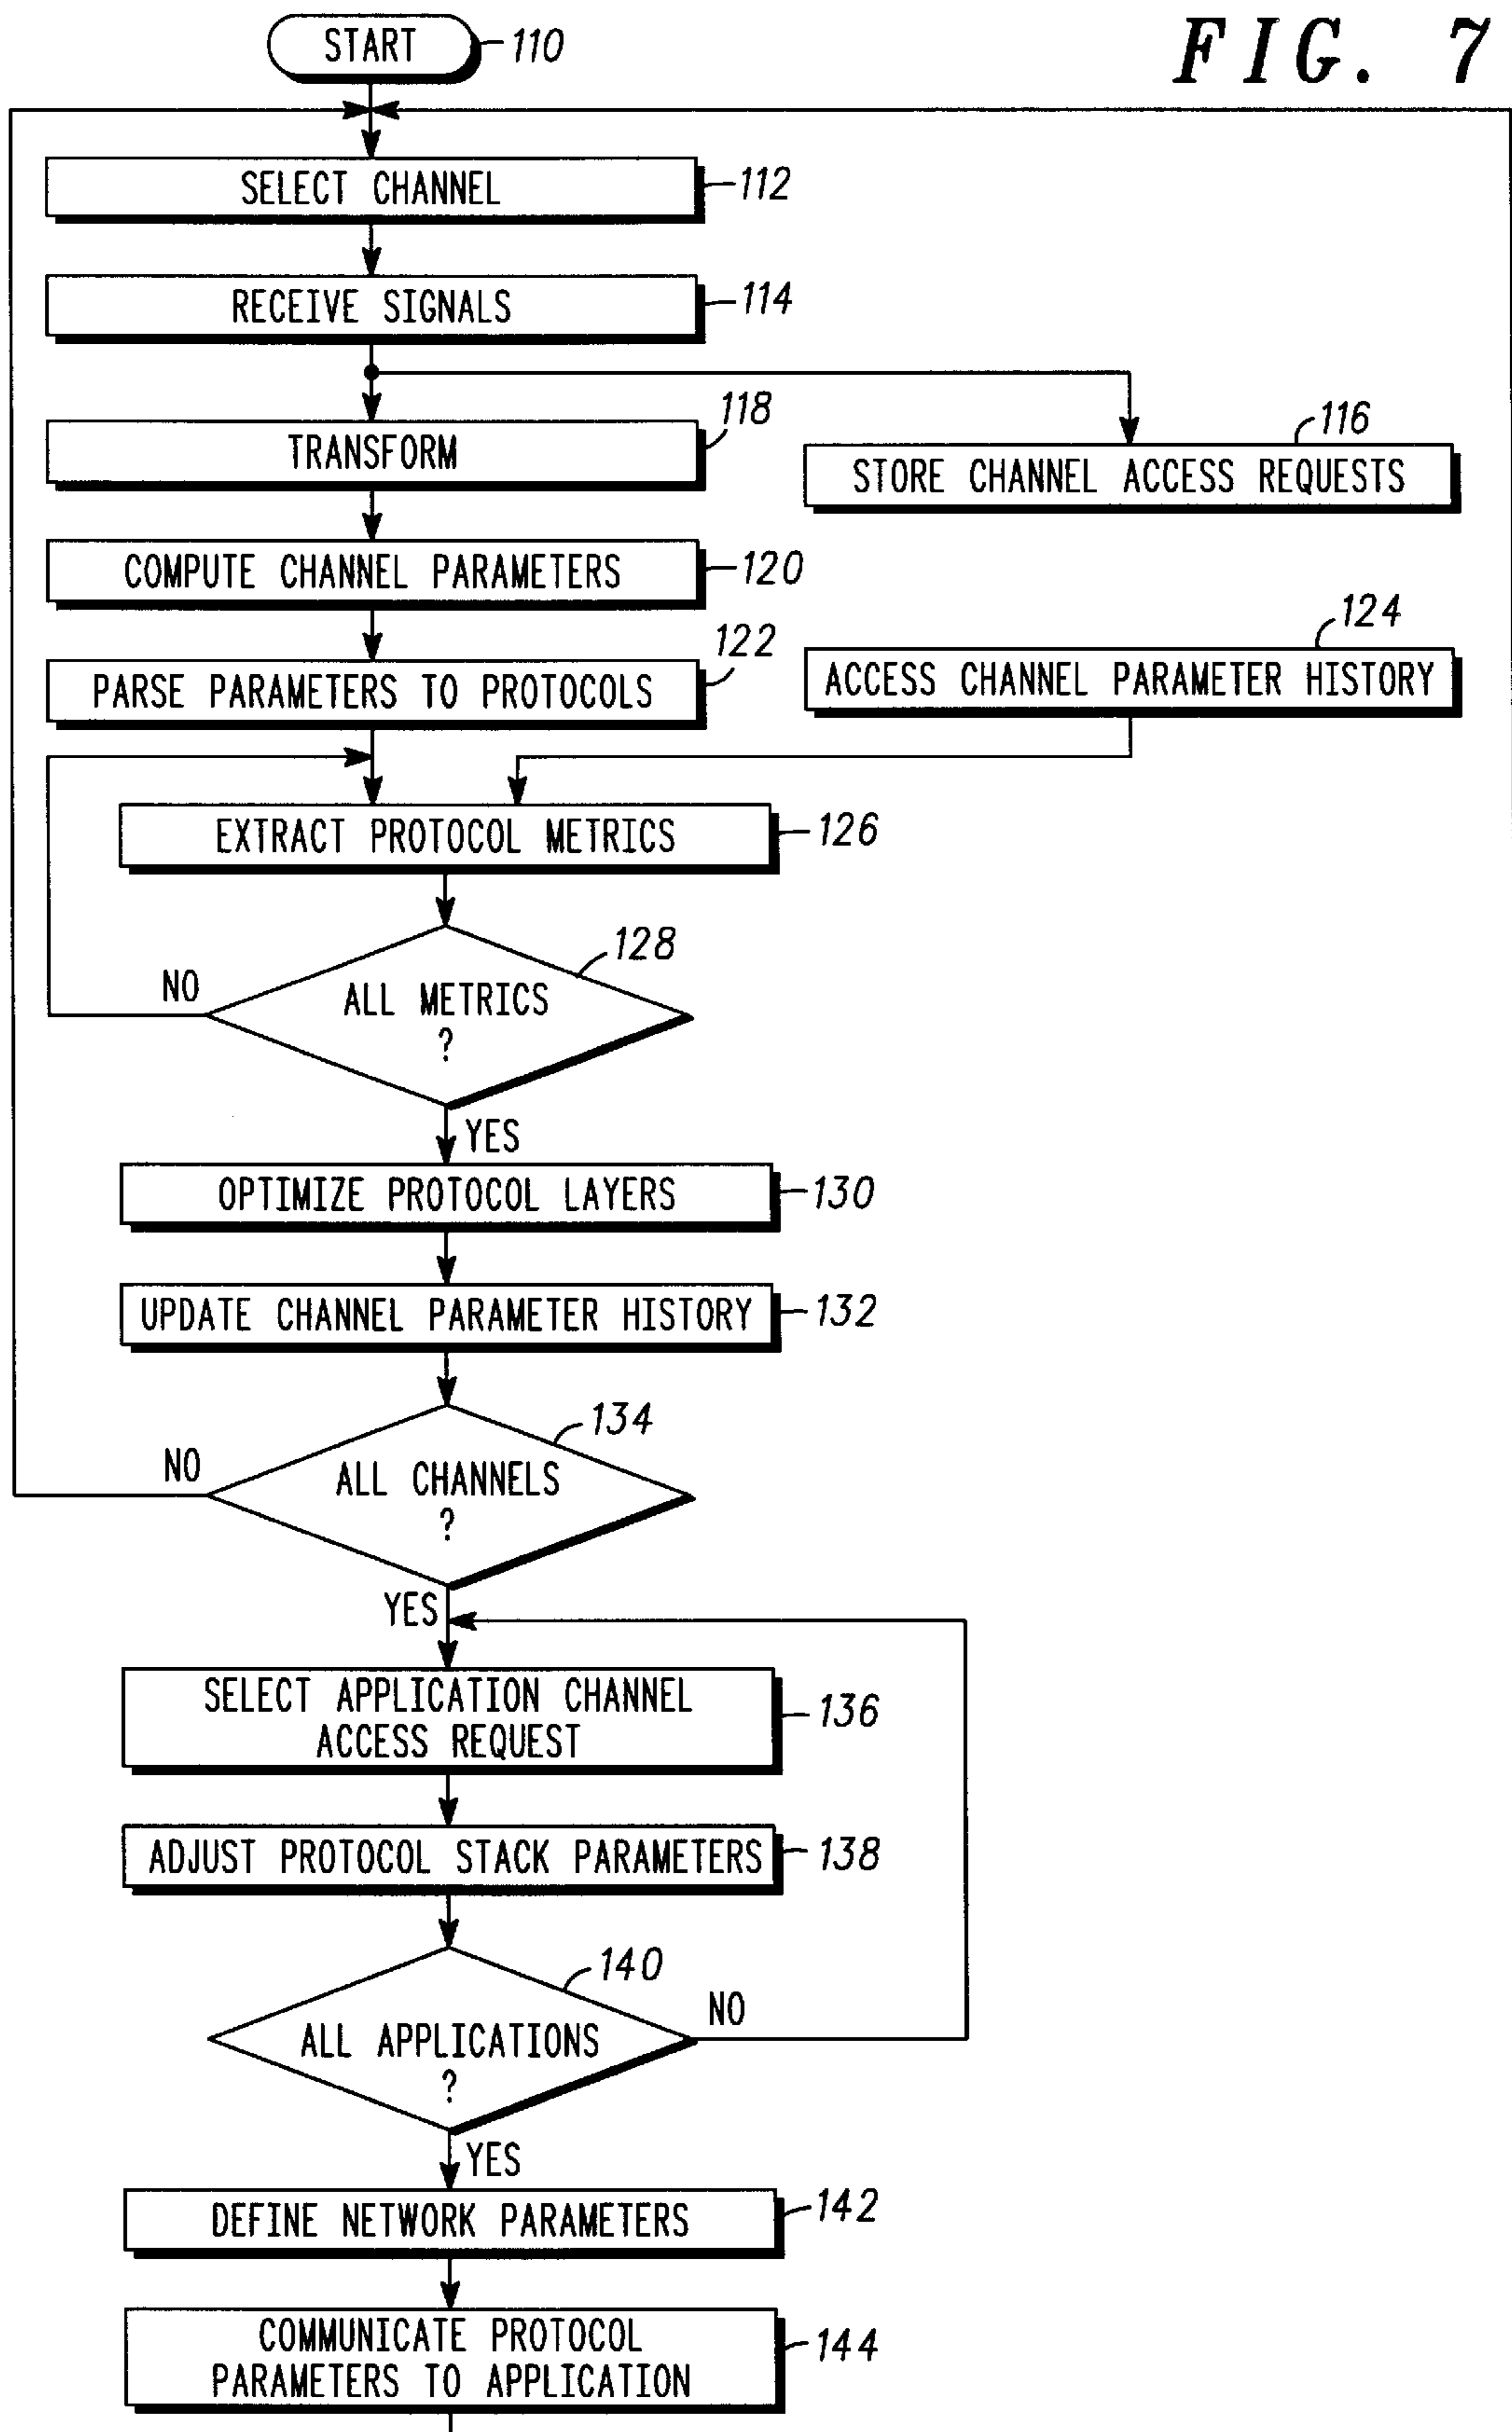 FIG. 7
START 110
SELECT CHANNEL 112
RECEIVE SIGNALS 114
TRANSFORM 118
STORE CHANNEL ACCESS REQUESTS 116
COMPUTE CHANNEL PARAMETERS 120
PARSE PARAMETERS TO PROTOCOLS 122
ACCESS CHANNEL PARAMETER HISTORY 124
EXTRACT PROTOCOL METRICS 126
ALL METRICS 128
?
NO
YES
OPTIMIZE PROTOCOL LAYERS 130
UPDATE CHANNEL PARAMETER HISTORY 132
ALL CHANNELS 134
?
NO
YES
SELECT APPLICATION CHANNEL
ACCESS REQUEST 136
ADJUST PROTOCOL STACK PARAMETERS 138
ALL APPLICATIONS 140
?
NO
YES
DEFINE NETWORK PARAMETERS 142
COMMUNICATE PROTOCOL
PARAMETERS TO APPLICATION 144